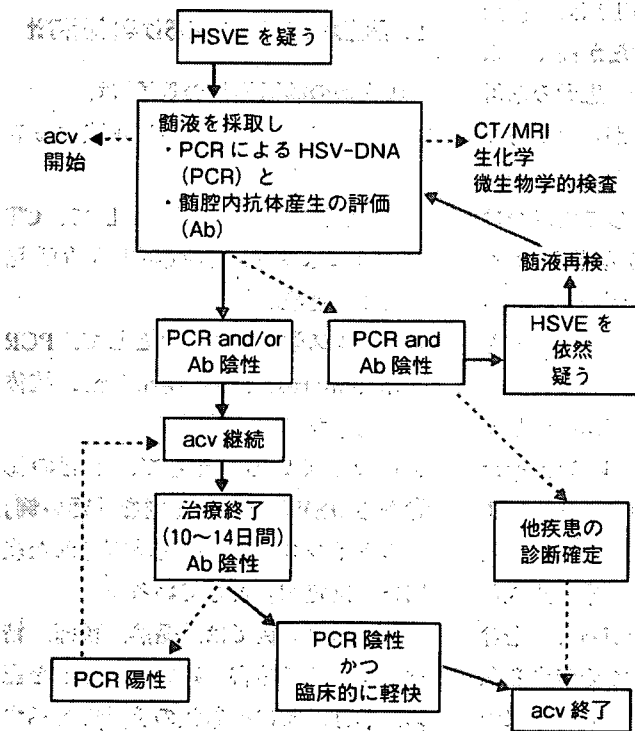 HSVE を疑う
髄液を採取し
・PCR による HSV-DNA
(PCR) と
・髄腔内抗体産生の評価
(Ab)
acv
開始
CT/MRI
生化学
微生物学的検査
髄液再検
PCR and/or
Ab 陰性
PCR and
Ab 陰性
HSVE を
依然
疑う
acv 継続
治療終了
(10〜14日間)
Ab 陰性
他疾患の
診断確定
PCR 陽性
PCR 陰性
かつ
臨床的に軽快
acv 終了